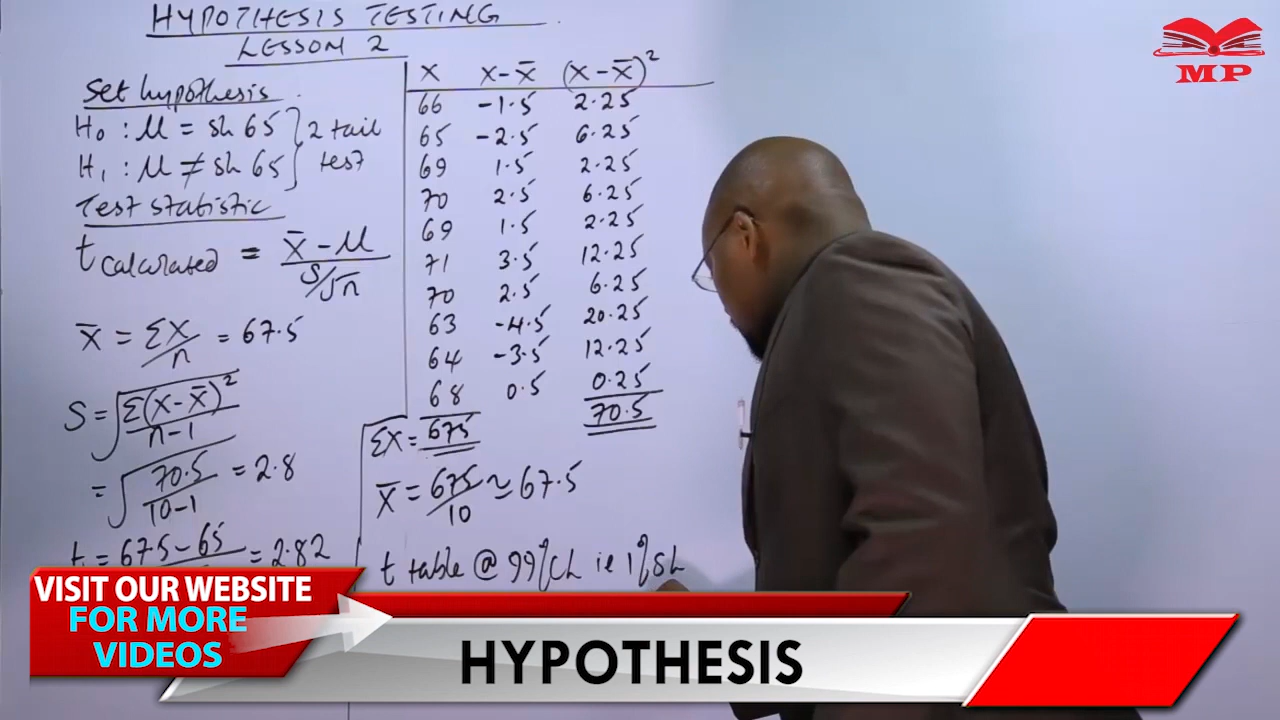 HYPOTHESIS TESTING
LESSON 2
Set hypothesis
H₀ : μ = sh 65 } 2 tail
H₁ : μ ≠ sh 65 } test
Test statistic
t calculated = x̄ - μ / S/√n
x̄ = Σx/n = 67.5
S = √Σ(x-x̄)²/n-1
= √70.5/10-1 = 2.8
t = 67.5 - 65 = 2.82
x x-x̄ (x-x̄)²
66 -1.5 2.25
65 -2.5 6.25
69 1.5 2.25
70 2.5 6.25
69 1.5 2.25
71 3.5 12.25
70 2.5 6.25
63 -4.5 20.25
64 -3.5 12.25
68 0.5 0.25
Σx = 675 70.5
x̄ = 675/10 ≃ 67.5
t table @ 99% CL ie 1% SL
MP
VISIT OUR WEBSITE
FOR MORE
VIDEOS
HYPOTHESIS